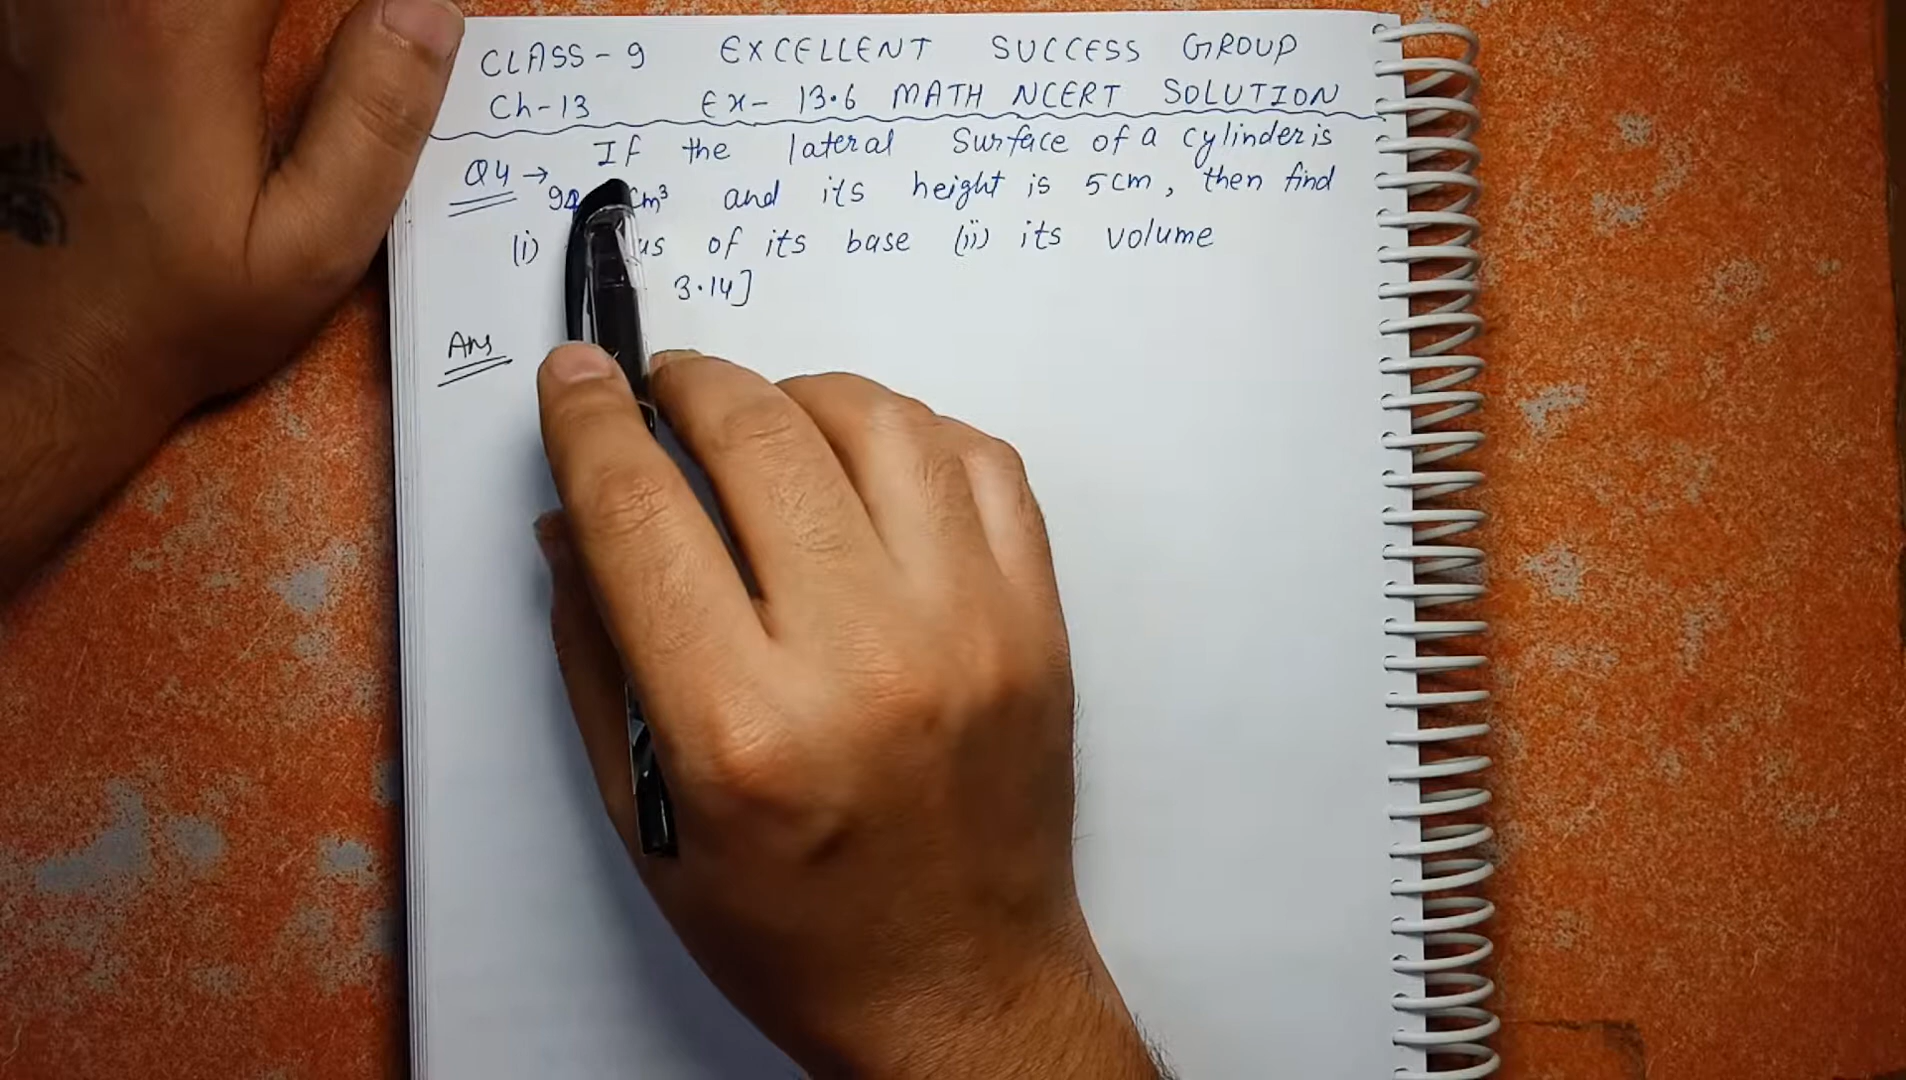 CLASS-9 EXCELLENT SUCCESS GROUP
Ch-13 Ex- 13.6 MATH NCERT SOLUTION
Q4→ If the lateral Surface of a cylinder is
cm³ and its height is 5cm, then find
(i) of its base (ii) its volume
3.14]
Ans